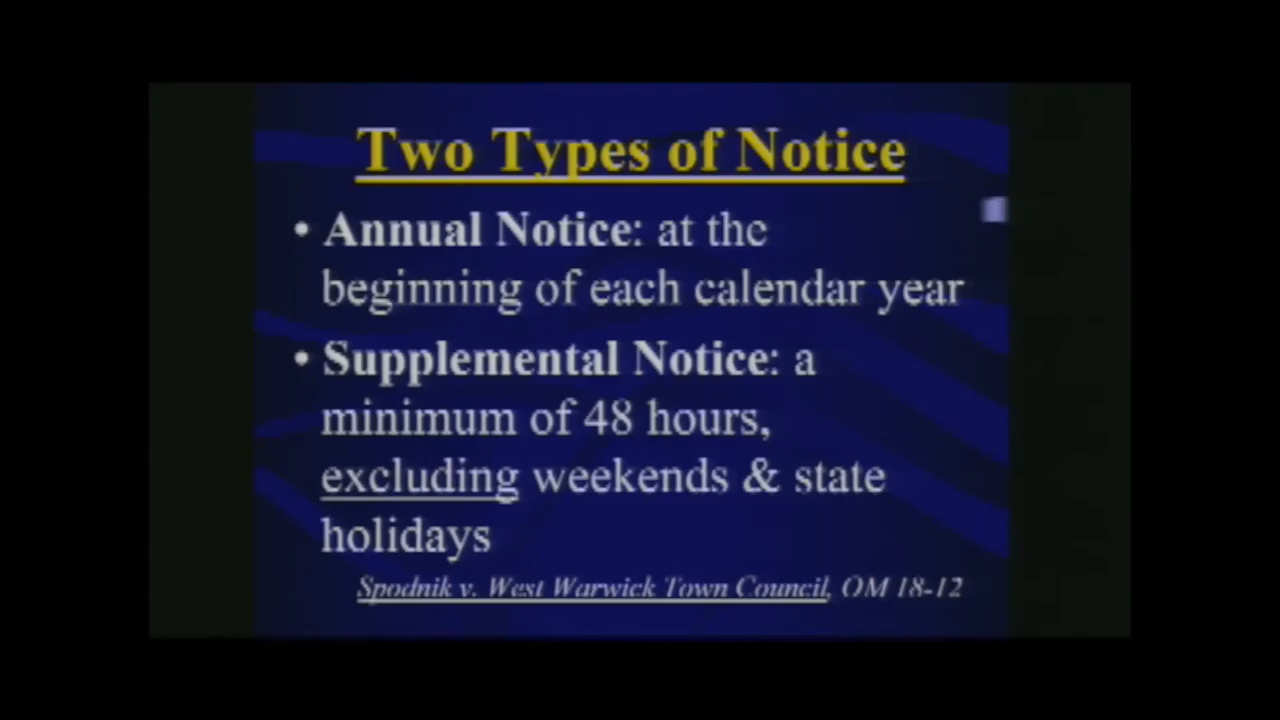 Two Types of Notice
• Annual Notice: at the
beginning of each calendar year
• Supplemental Notice: a
minimum of 48 hours,
excluding weekends & state
holidays
Spodnik v. West Warwick Town Council, OM 18-12